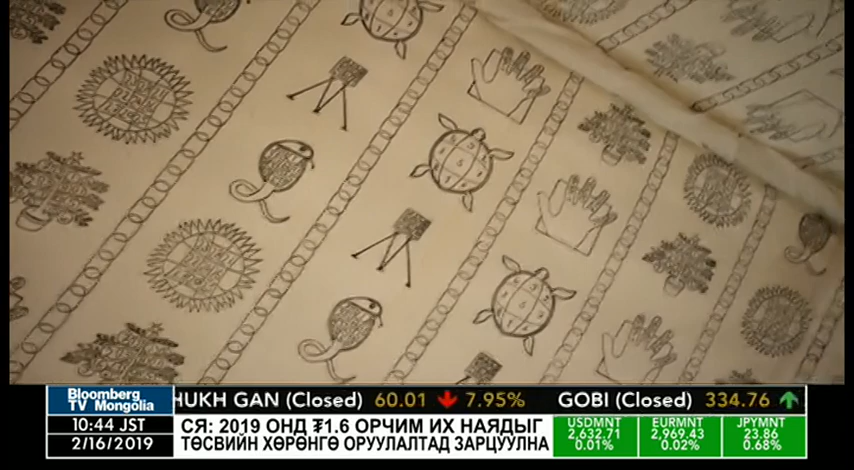 HUKH GAN (Closed) 60.01 7.95% GOBI (Closed) 334.76
Bloomberg
TV Mongolia
10:44 JST
2/16/2019
СЯ: 2019 ОНД ₮1.6 ОРЧИМ ИХ НАЯДЫГ
ТӨСВИЙН ХӨРӨНГӨ ОРУУЛАЛТАД ЗАРЦУУЛНА
USDMNT
2,632.71
0.01%
EURMNT
2,969.43
0.02%
JPYMNT
23.86
0.68%